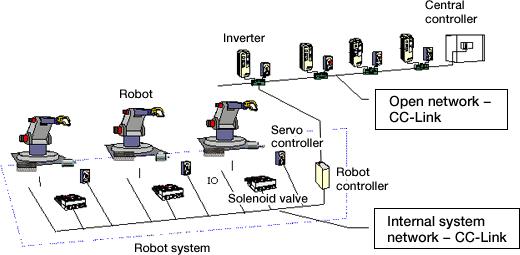 Central
controller
Inverter
Robot
Open network –
CC-Link
Servo
controller
Robot
controller
IO
Solenoid valve
Internal system
network – CC-Link
Robot system